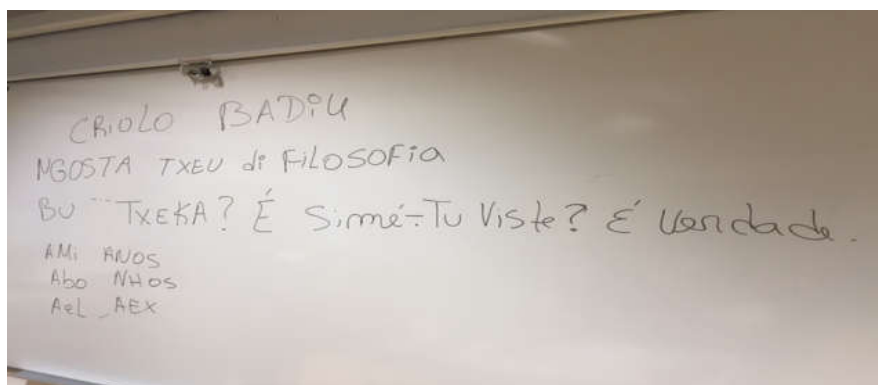 CRiOLO BADiU
NGOSTA TXEU di FiLOSOFiA
BU TXEKA? É Simé-Tu Viste? É Verdade.
AMi ANOS
Abo NHOS
AeL AEX